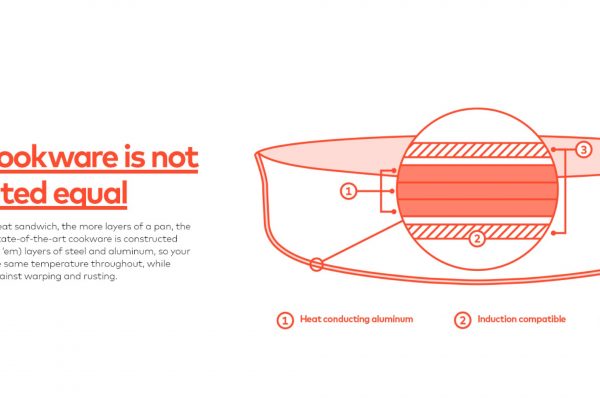 ookware is not
ted equal
eat sandwich, the more layers of a pan, the
tate-of-the-art cookware is constructed
'em) layers of steel and aluminum, so your
same temperature throughout, while
ainst warping and rusting.
1
3
2
1 Heat conducting aluminum
2 Induction compatible